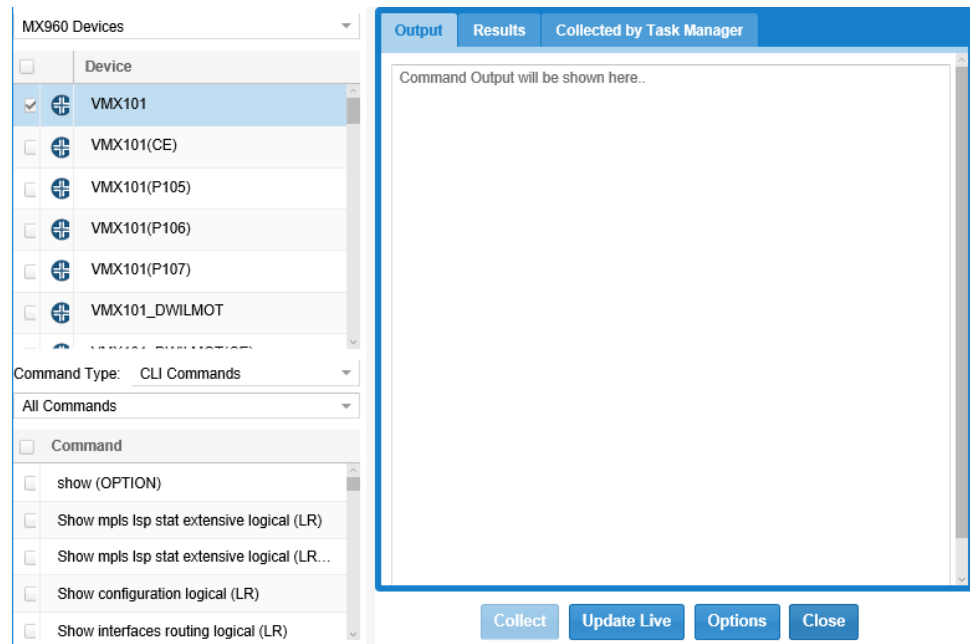 MX960 Devices
Device
VMX101
VMX101(CE)
VMX101(P105)
VMX101(P106)
VMX101(P107)
VMX101_DWILMOT
Command Type: CLI Commands
All Commands
Command
show (OPTION)
Show mpls lsp stat extensive logical (LR)
Show mpls lsp stat extensive logical (LR...
Show configuration logical (LR)
Show interfaces routing logical (LR)
Output Results Collected by Task Manager
Command Output will be shown here..
Collect Update Live Options Close